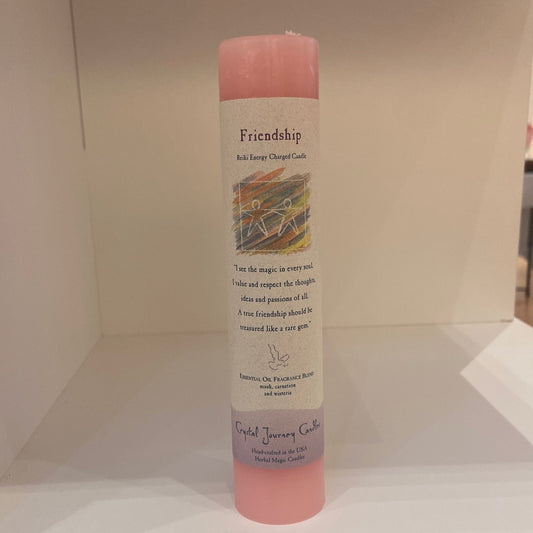 Friendship
Reiki Energy Charged Candle
"I see the magic in every soul.
I value and respect the thoughts,
ideas and passions of all.
A true friendship should be
treasured like a rare gem."
Essential Oil Fragrance Blend
musk, carnation
and wisteria
Crystal Journey Candles
Hand-crafted in the USA
Herbal Magic Candles